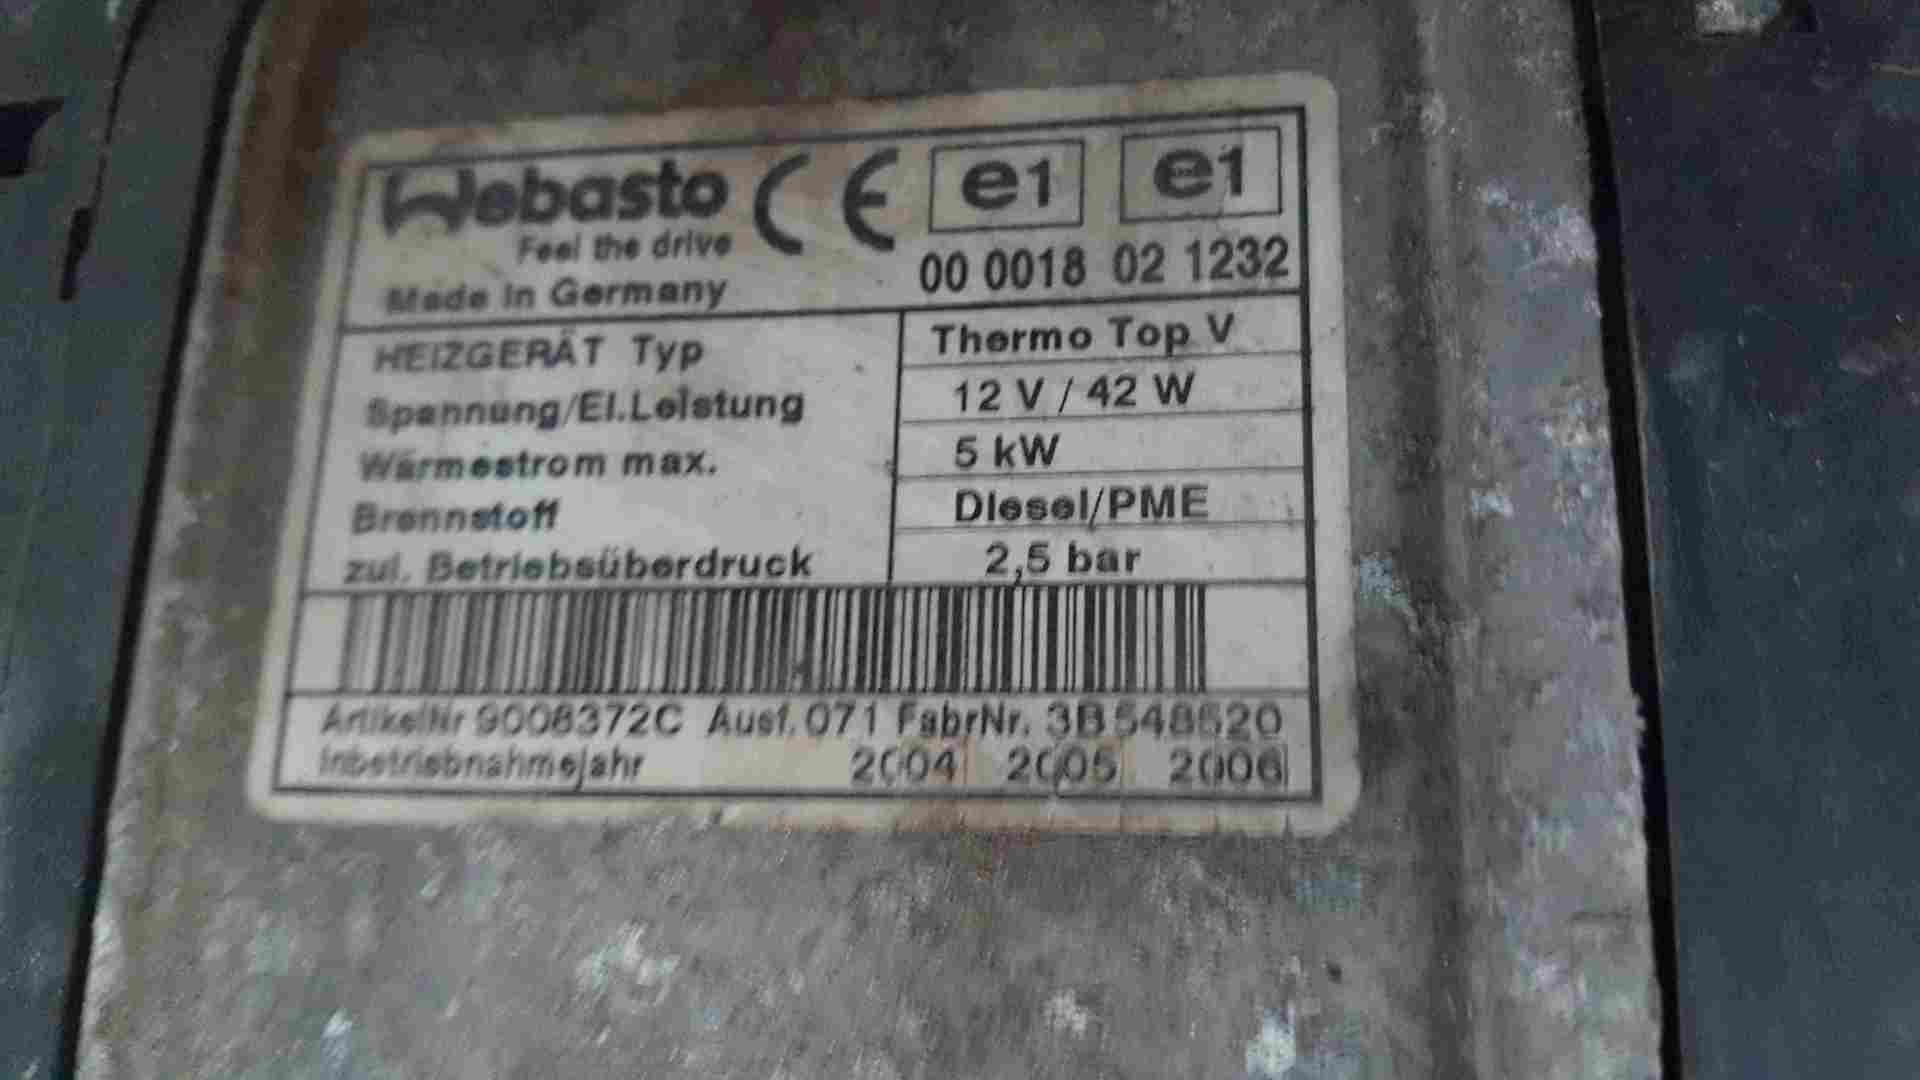 Webasto CE e1 e1
Feel the drive
00 0018 02 1232
Made in Germany
HEIZGERÄT Typ Thermo Top V
Spannung/El.Leistung 12 V / 42 W
Wärmestrom max. 5 kW
Brennstoff Diesel/PME
zul. Betriebsüberdruck 2,5 bar
ArtikelNr 9008372C Ausf. 071 FabrNr. 3B548520
Inbetriebnahmejahr 2004 2005 2006